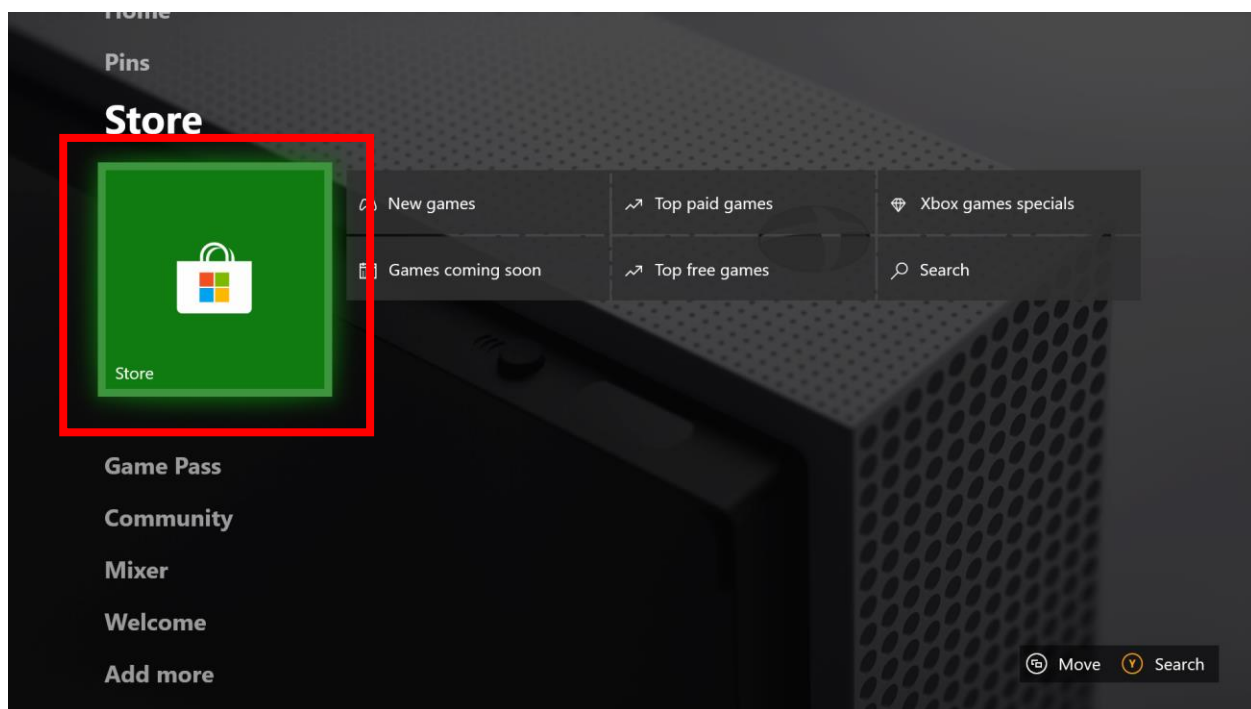 Home
Pins
Store
New games
Top paid games
Xbox games specials
Games coming soon
Top free games
Search
Store
Game Pass
Community
Mixer
Welcome
Add more
Move Y Search